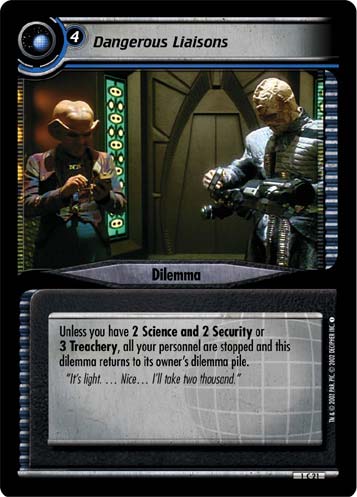 4
Dangerous Liaisons
Dilemma
Unless you have 2 Science and 2 Security or
3 Treachery, all your personnel are stopped and this
dilemma returns to its owner's dilemma pile.
"It's light. … Nice… I'll take two thousand."
TM & © 2002 PAR. PIC. © 2002 DECIPHER INC.
1 C 21